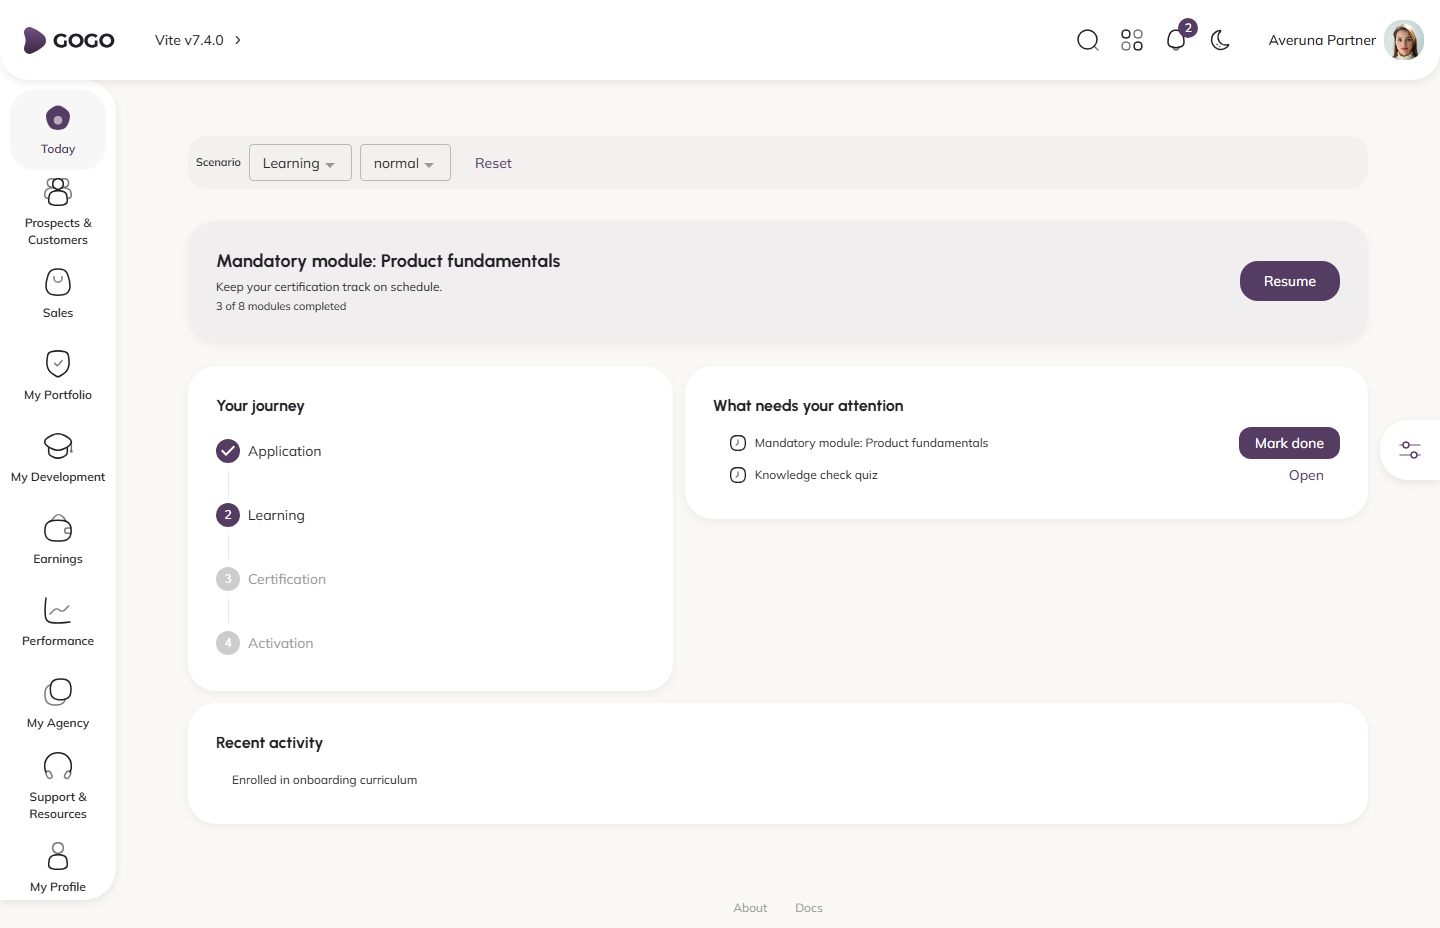 GOGO
Vite v7.4.0
2
Averuna Partner
Today
Prospects &
Customers
Sales
My Portfolio
My Development
Earnings
Performance
My Agency
Support &
Resources
My Profile
Scenario
Learning
normal
Reset
Mandatory module: Product fundamentals
Keep your certification track on schedule.
3 of 8 modules completed
Resume
Your journey
Application
2 Learning
3 Certification
4 Activation
What needs your attention
Mandatory module: Product fundamentals
Mark done
Knowledge check quiz
Open
Recent activity
Enrolled in onboarding curriculum
About
Docs